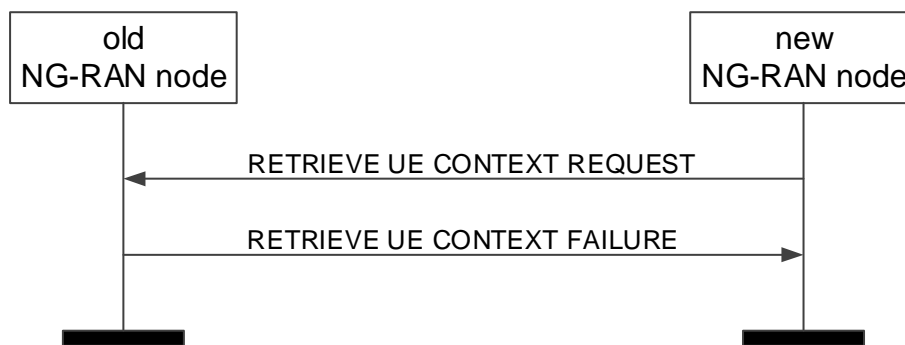 old
NG-RAN node
new
NG-RAN node
RETRIEVE UE CONTEXT REQUEST
RETRIEVE UE CONTEXT FAILURE